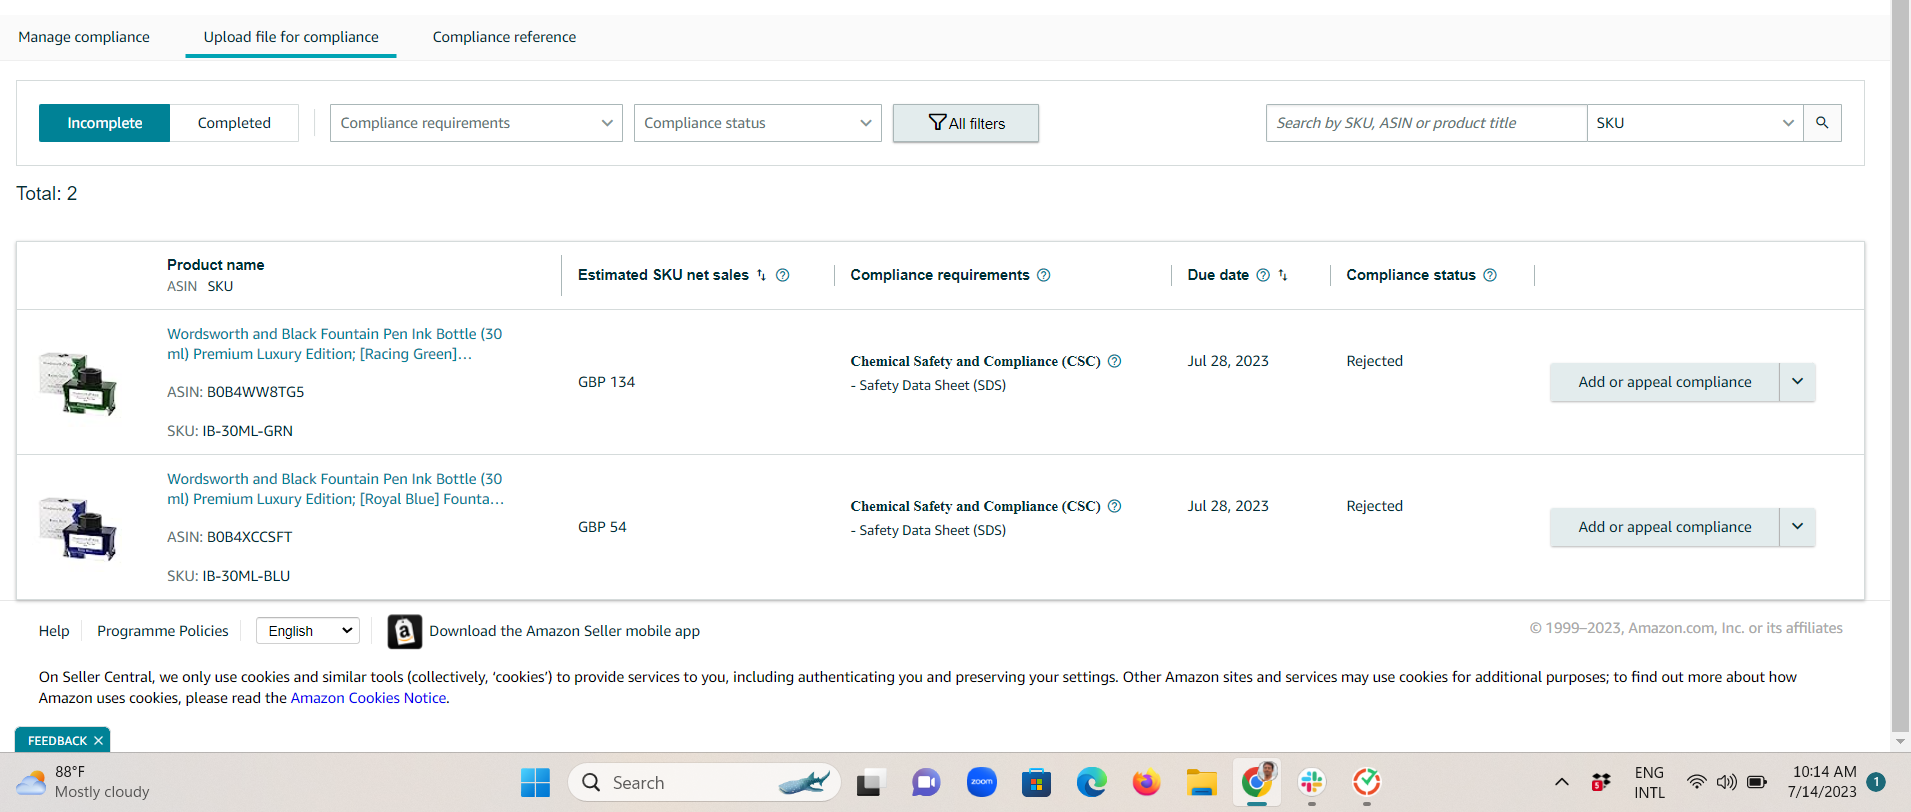 Manage compliance
Upload file for compliance
Compliance reference
Incomplete
Completed
Compliance requirements
Compliance status
All filters
Search by SKU, ASIN or product title
SKU
Total: 2
Product name
ASIN SKU
Estimated SKU net sales
Compliance requirements
Due date
Compliance status
Wordsworth and Black Fountain Pen Ink Bottle (30
ml) Premium Luxury Edition; [Racing Green]...
ASIN: B0B4WW8TG5
SKU: IB-30ML-GRN
GBP 134
Chemical Safety and Compliance (CSC)
- Safety Data Sheet (SDS)
Jul 28, 2023
Rejected
Add or appeal compliance
Wordsworth and Black Fountain Pen Ink Bottle (30
ml) Premium Luxury Edition; [Royal Blue] Founta...
ASIN: B0B4XCCSFT
SKU: IB-30ML-BLU
GBP 54
Chemical Safety and Compliance (CSC)
- Safety Data Sheet (SDS)
Jul 28, 2023
Rejected
Add or appeal compliance
Help
Programme Policies
English
Download the Amazon Seller mobile app
© 1999–2023, Amazon.com, Inc. or its affiliates
On Seller Central, we only use cookies and similar tools (collectively, ‘cookies’) to provide services to you, including authenticating you and preserving your settings. Other Amazon sites and services may use cookies for additional purposes; to find out more about how
Amazon uses cookies, please read the Amazon Cookies Notice.
FEEDBACK
88°F
Mostly cloudy
Search
zoom
5
ENG
INTL
10:14 AM
7/14/2023
1